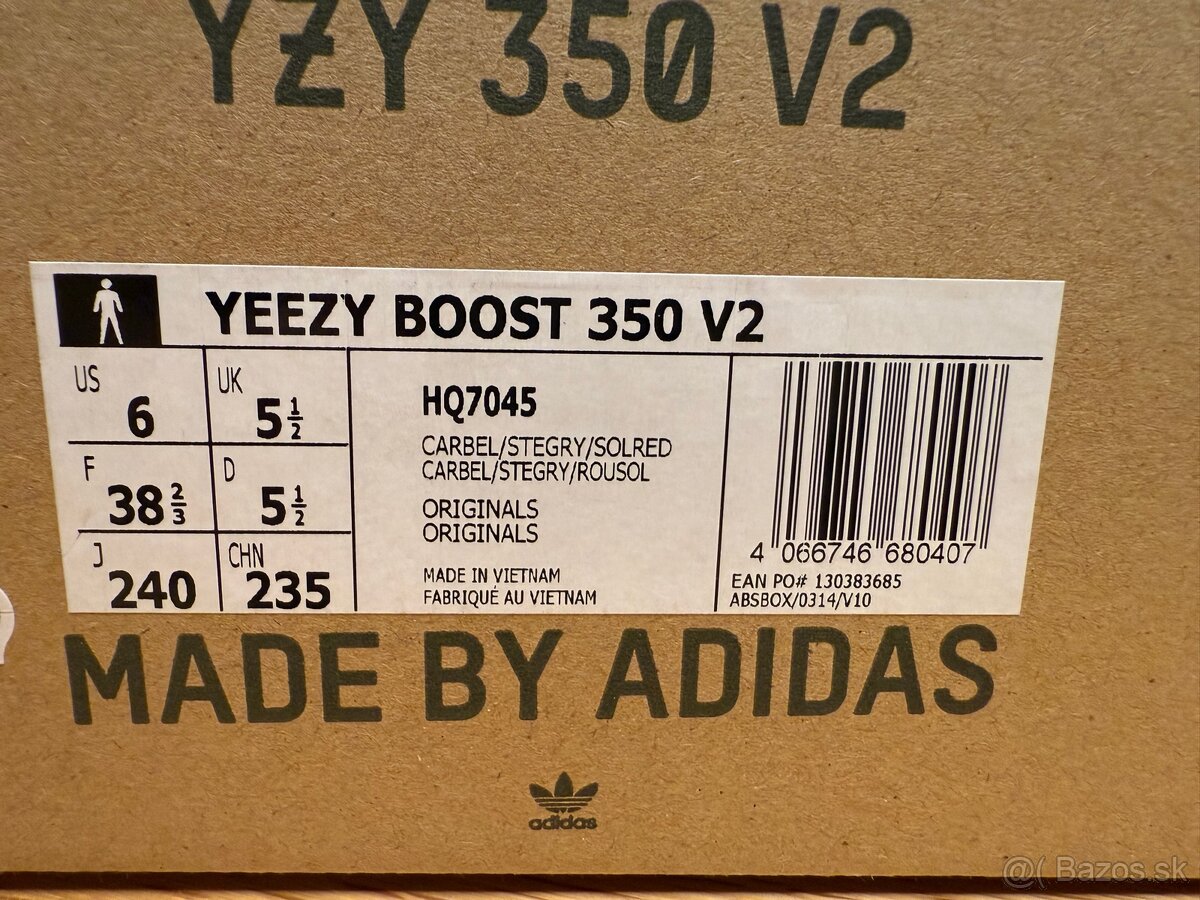 YZY 350 V2
YEEZY BOOST 350 V2
US 6
UK 5 1/2
F 38 2/3
D 5 1/2
J 240
CHN 235
HQ7045
CARBEL/STEGRY/SOLRED
CARBEL/STEGRY/ROUSOL
ORIGINALS
ORIGINALS
MADE IN VIETNAM
FABRIQUÉ AU VIETNAM
4 066746 680407
EAN PO# 130383685
ABSBOX/0314/V10
MADE BY ADIDAS
adidas
@( Bazos.sk